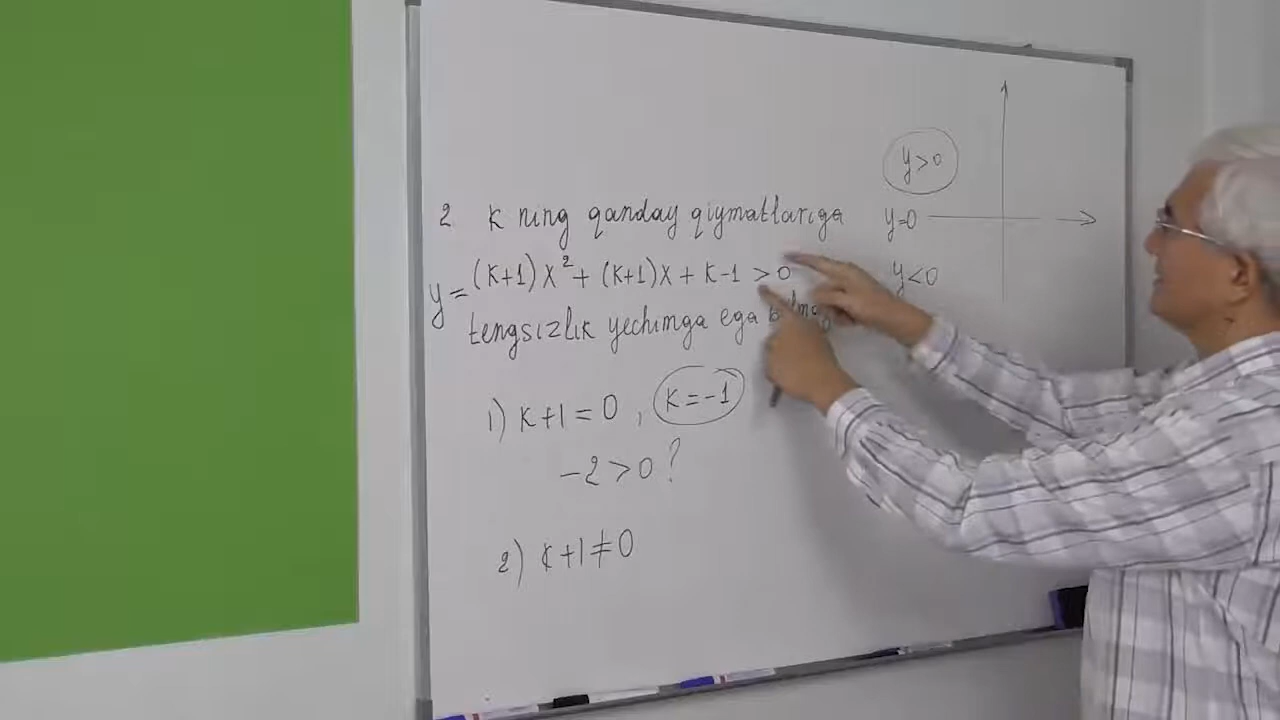 2 k ning qanday qiymatlariga
y = (k+1)x² + (k+1)x + k-1 > 0
tengsizlik yechimga ega
1) k+1=0, k=-1
-2>0?
2) k+1≠0
y>0
y=0
y<0